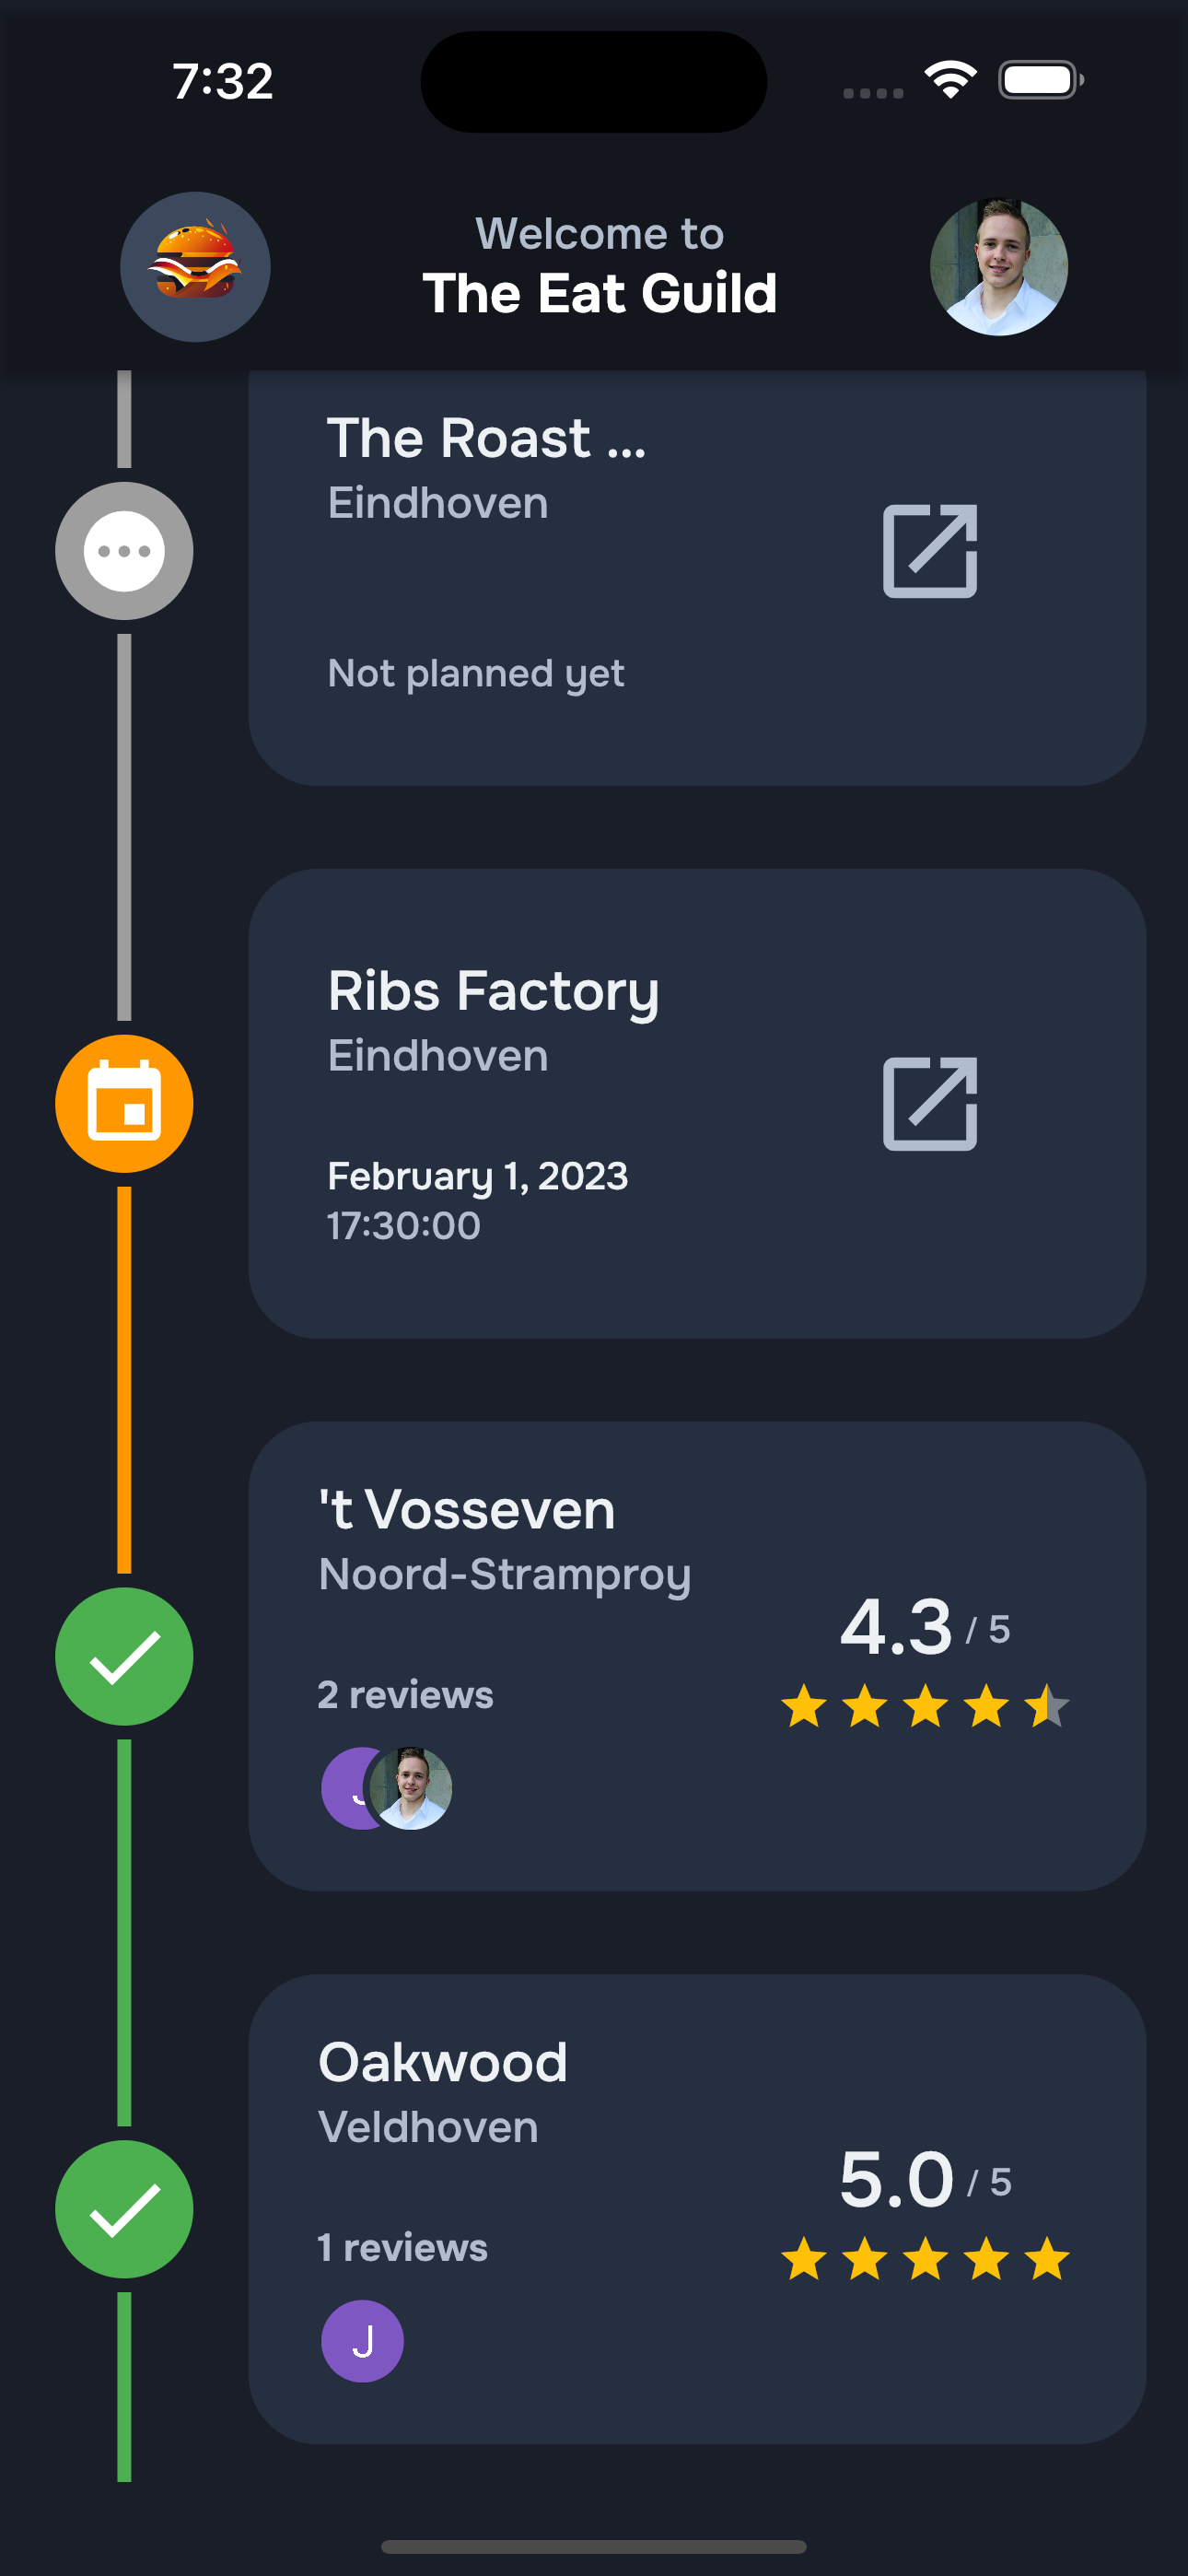 7:32
Welcome to
The Eat Guild
The Roast ...
Eindhoven
Not planned yet
Ribs Factory
Eindhoven
February 1, 2023
17:30:00
't Vosseven
Noord-Stramproy
4.3 / 5
2 reviews
J
Oakwood
Veldhoven
5.0 / 5
1 reviews
J